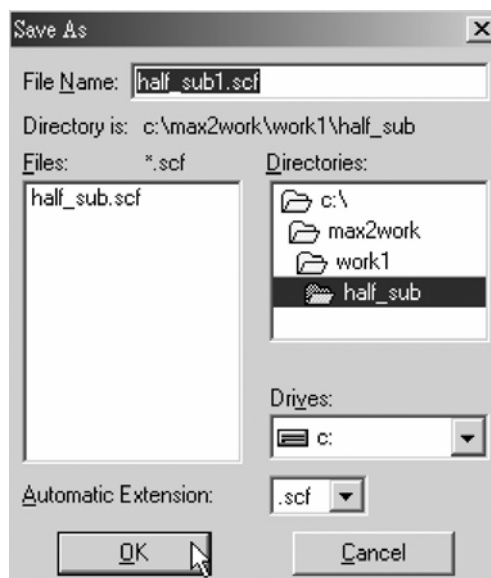 Save As
File Name: half_sub1.scf
Directory is: c:\max2work\work1\half_sub
Files: *.scf
half_sub.scf
Directories:
c:\
max2work
work1
half_sub
Drives:
c:
Automatic Extension: .scf
OK
Cancel